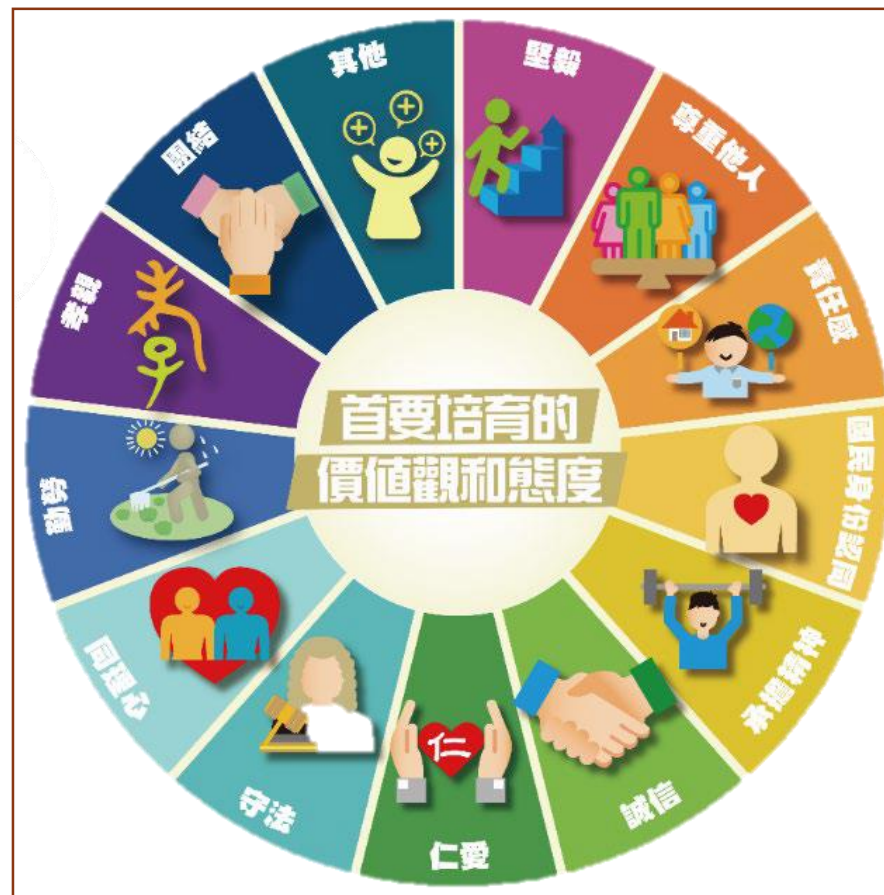 首要培育的
價值觀和態度
堅毅
尊重他人
責任感
國民身份認同
承擔精神
誠信
仁愛
仁
守法
同理心
勤勞
孝親
團結
其他